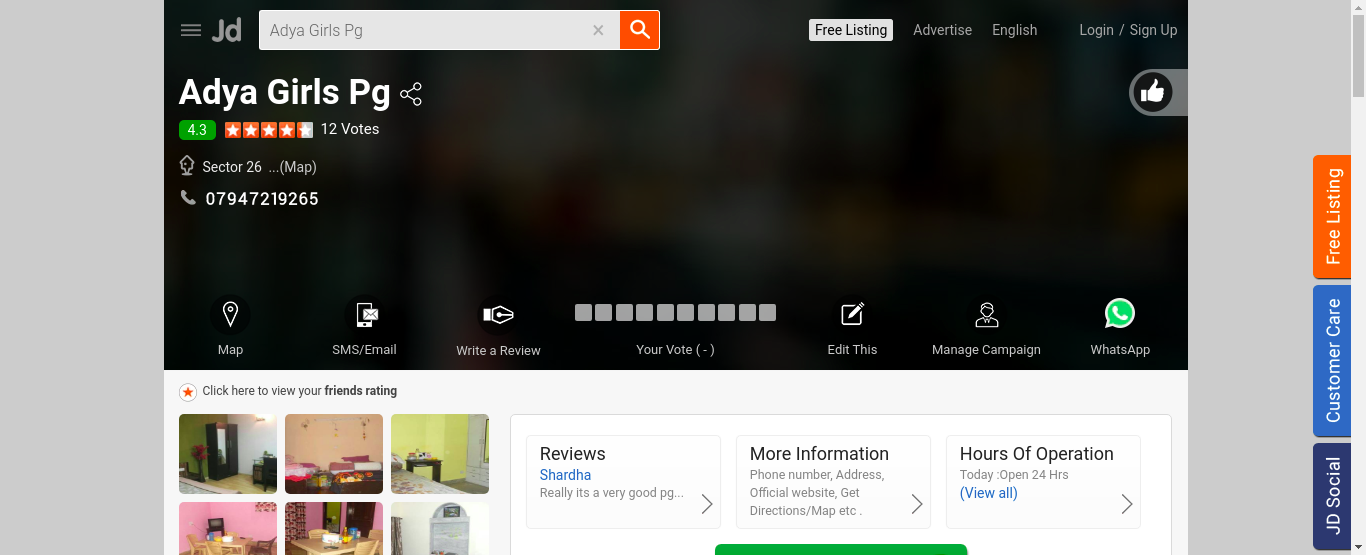 Jd
Adya Girls Pg
Free Listing
Advertise
English
Login / Sign Up
Adya Girls Pg
4.3
12 Votes
Sector 26 ...(Map)
07947219265
Map
SMS/Email
Write a Review
Your Vote ( - )
Edit This
Manage Campaign
WhatsApp
Click here to view your friends rating
Reviews
Shardha
Really its a very good pg...
More Information
Phone number, Address,
Official website, Get
Directions/Map etc .
Hours Of Operation
Today :Open 24 Hrs
(View all)
Free Listing
Customer Care
JD Social